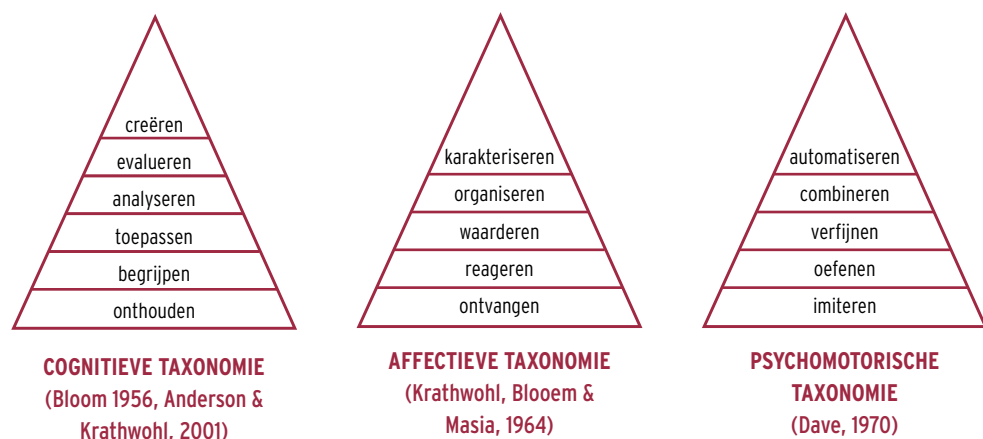 creëren
evalueren
analyseren
toepassen
begrijpen
onthouden
COGNITIEVE TAXONOMIE
(Bloom 1956, Anderson &
Krathwohl, 2001)
karakteriseren
organiseren
waarderen
reageren
ontvangen
AFFECTIEVE TAXONOMIE
(Krathwohl, Blooem &
Masia, 1964)
automatiseren
combineren
verfijnen
oefenen
imiteren
PSYCHOMOTORISCHE
TAXONOMIE
(Dave, 1970)